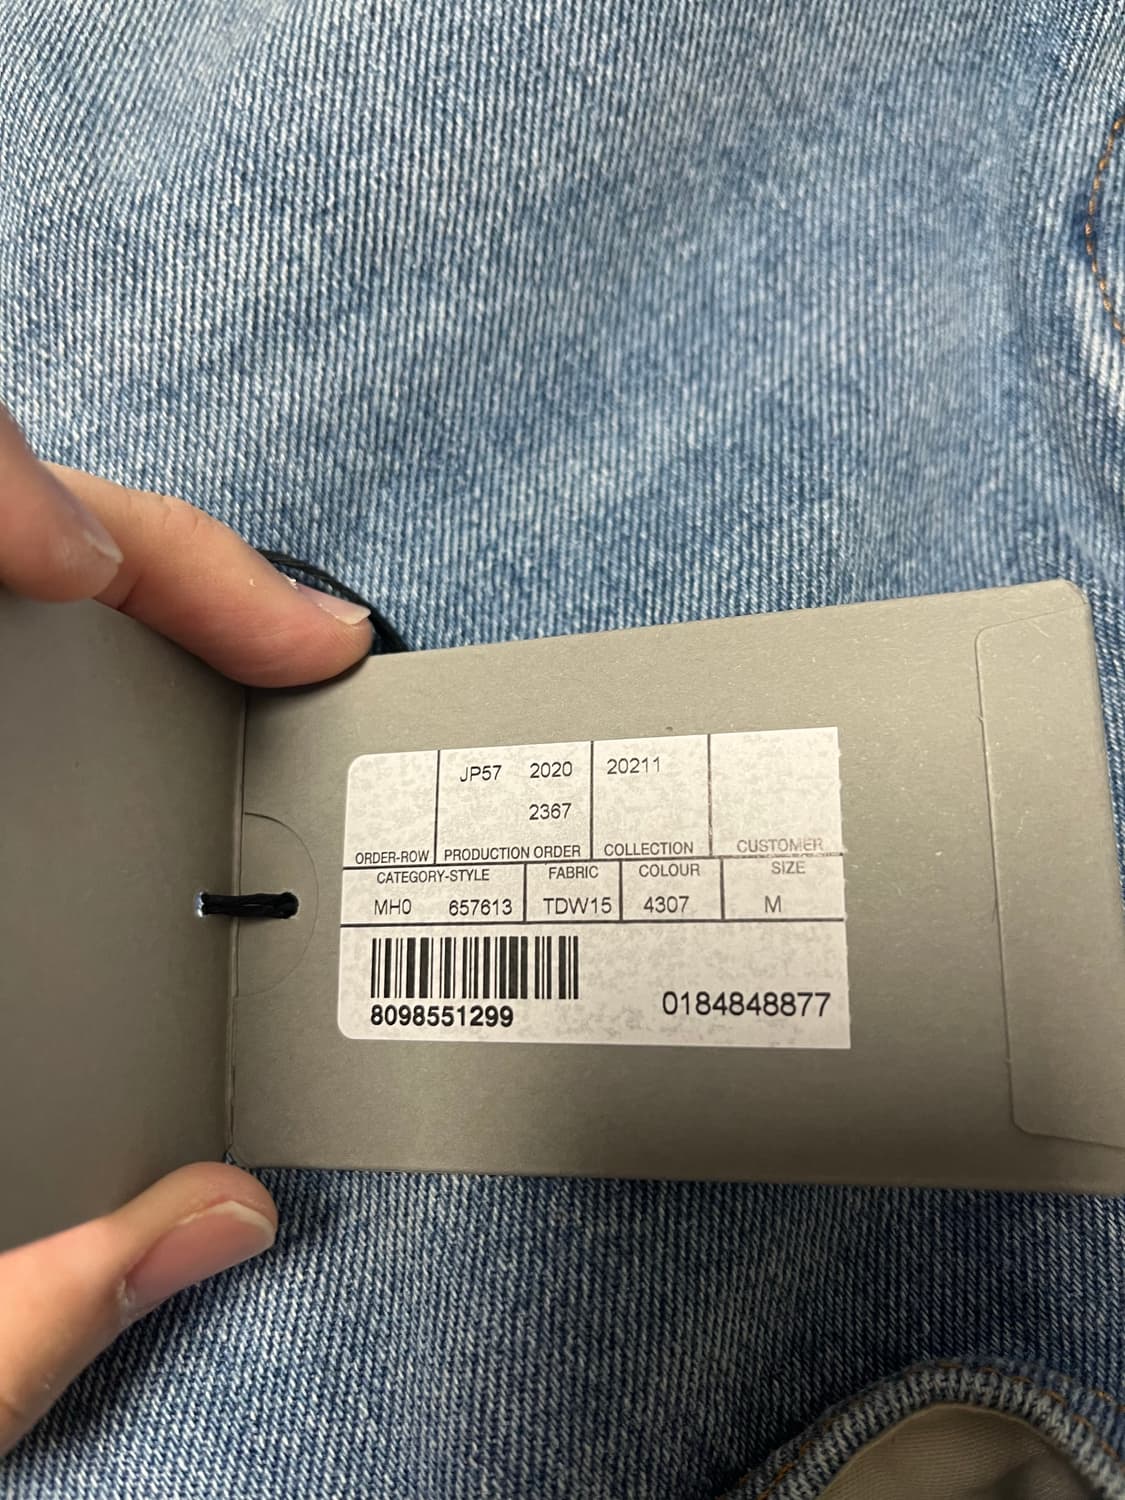 JP57 2020 20211
2367
ORDER-ROW PRODUCTION ORDER COLLECTION CUSTOMER
CATEGORY-STYLE FABRIC COLOUR SIZE
MH0 657613 TDW15 4307 M
8098551299 0184848877